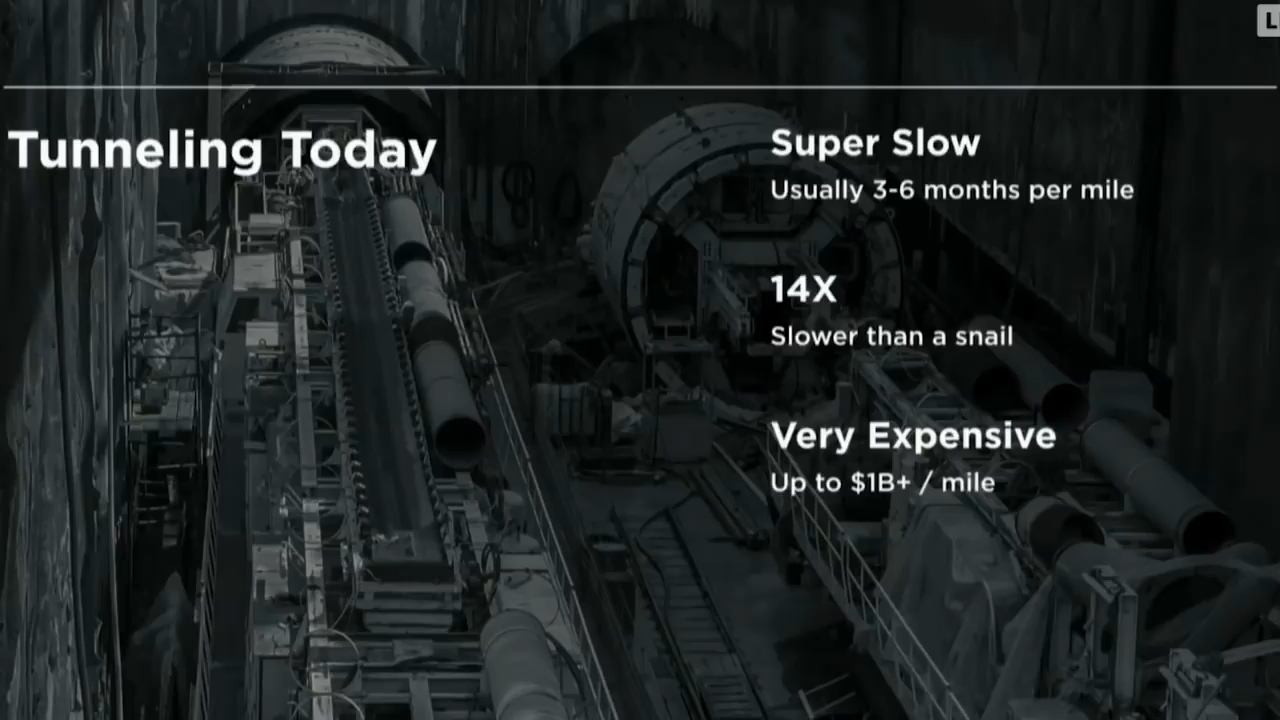 Tunneling Today
Super Slow
Usually 3-6 months per mile
14X
Slower than a snail
Very Expensive
Up to $1B+ / mile